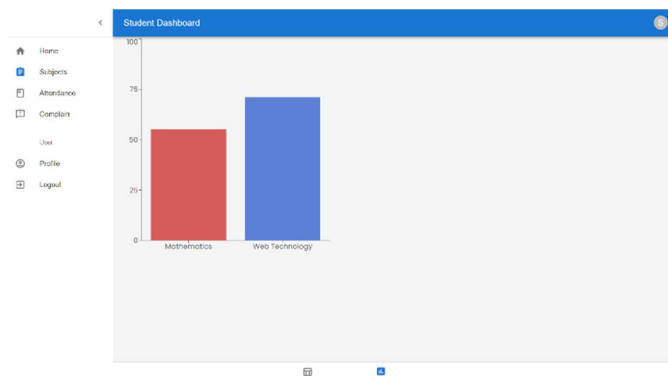 Student Dashboard
S
Home
Subjects
Attendance
Complain
User
Profile
Logout
100
75
50
25
0
Mathematics
Web Technology